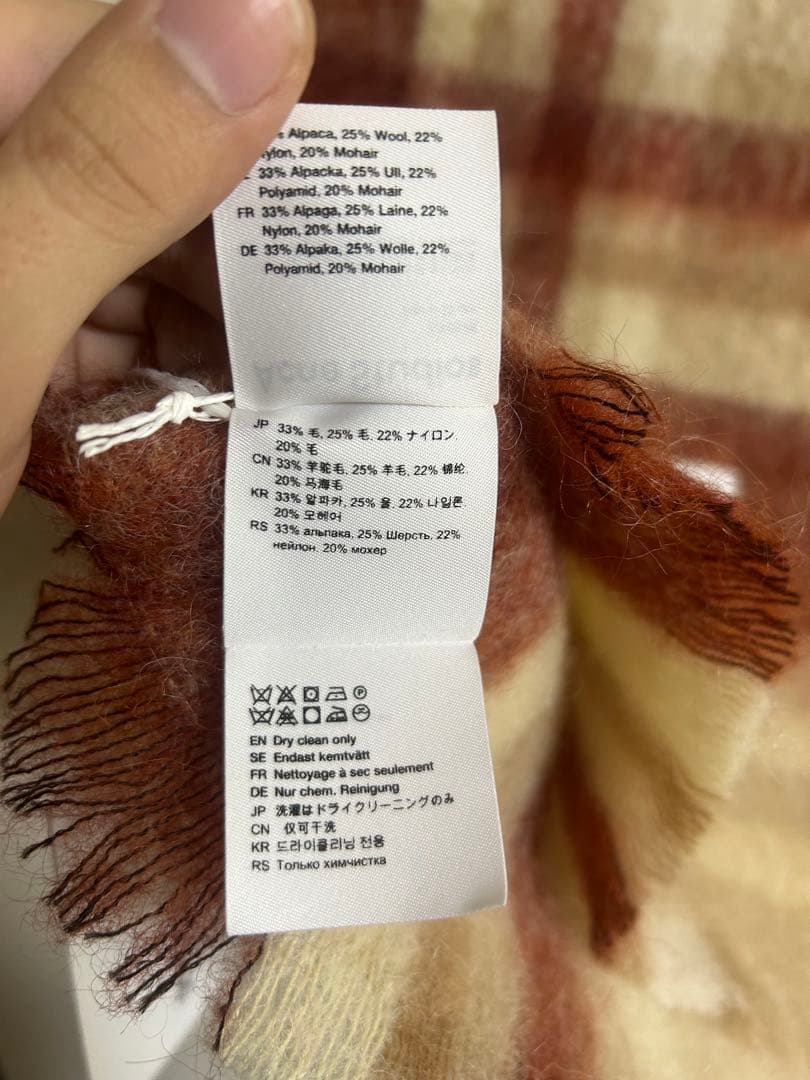 Alpaca, 25% Wool, 22%
Nylon, 20% Mohair
33% Alpacka, 25% Ull, 22%
Polyamid, 20% Mohair
FR 33% Alpaga, 25% Laine, 22%
Nylon, 20% Mohair
DE 33% Alpaka, 25% Wolle, 22%
Polyamid, 20% Mohair
Acne Studios
JP 33% 毛, 25% 毛, 22% ナイロン,
20% 毛
CN 33% 羊驼毛, 25% 羊毛, 22% 锦纶,
20% 马海毛
KR 33% 알파카, 25% 울, 22% 나일론,
20% 모헤어
RS 33% альпака, 25% Шерсть, 22%
нейлон, 20% мохер
EN Dry clean only
SE Endast kemtvätt
FR Nettoyage à sec seulement
DE Nur chem. Reinigung
JP 洗濯はドライクリーニングのみ
CN 仅可干洗
KR 드라이클리닝 전용
RS Только химчистка